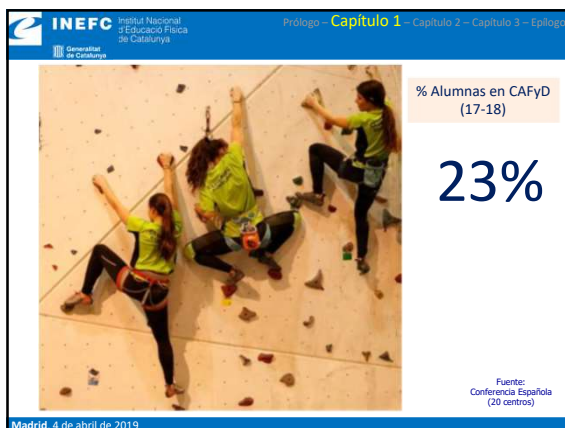 INEFC
Institut Nacional
d'Educació Física
de Catalunya
Generalitat
de Catalunya
Prólogo – Capítulo 1 – Capítulo 2 – Capítulo 3 – Epílogo
% Alumnas en CAFyD
(17-18)
23%
Fuente:
Conferencia Española
(20 centros)
Madrid, 4 de abril de 2019